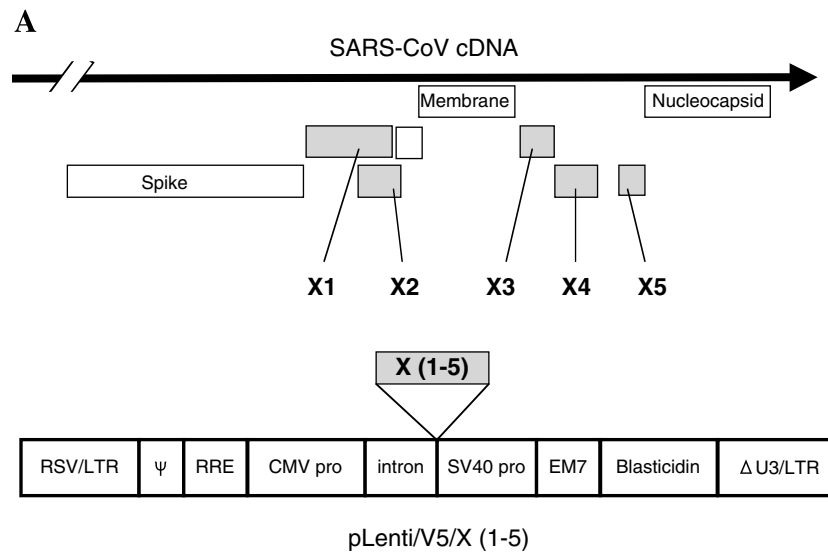 A
SARS-CoV cDNA
Membrane
Nucleocapsid
Spike
X1
X2
X3
X4
X5
X (1-5)
RSV/LTR
Ψ
RRE
CMV pro
intron
SV40 pro
EM7
Blasticidin
Δ U3/LTR
pLenti/V5/X (1-5)